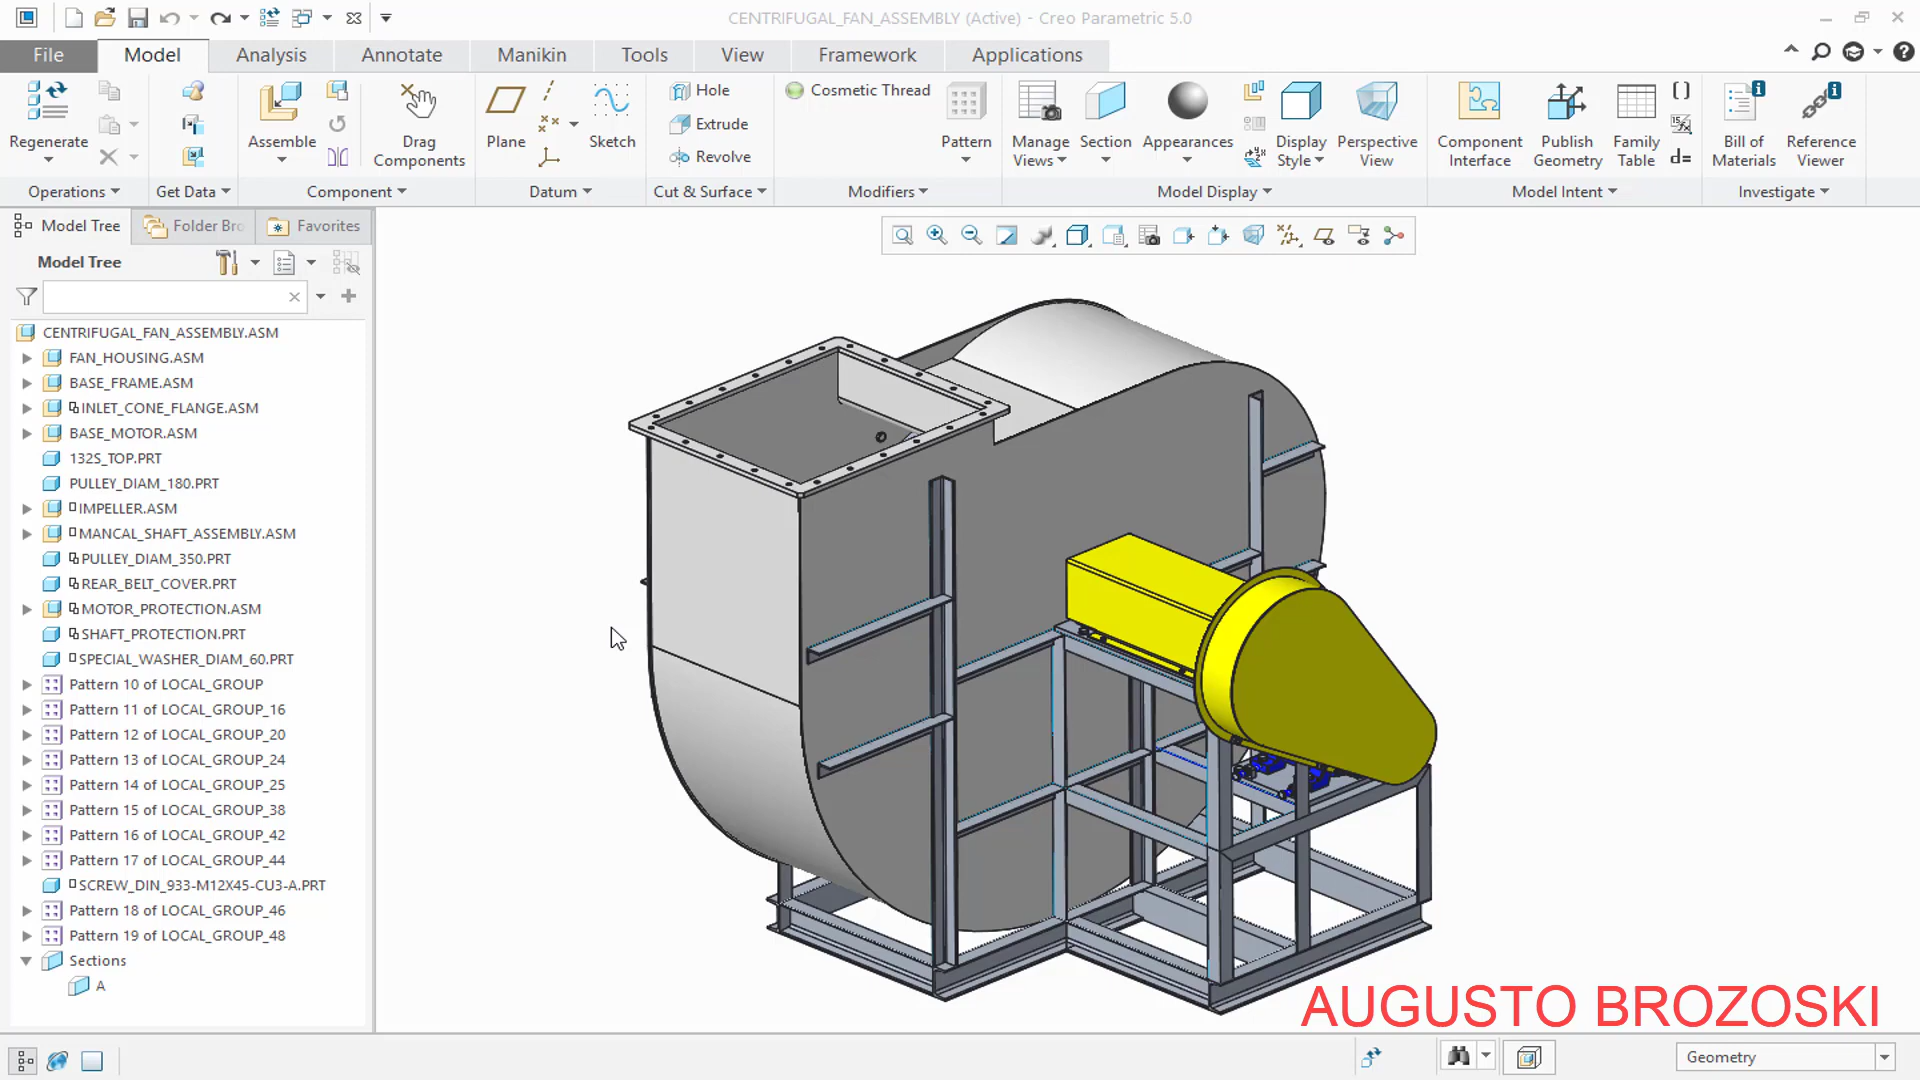 CENTRIFUGAL_FAN_ASSEMBLY (Active) - Creo Parametric 5.0
File Model Analysis Annotate Manikin Tools View Framework Applications
Regenerate
Assemble
Drag Components
Plane
Sketch
Hole
Extrude
Revolve
Cosmetic Thread
Pattern
Manage Views
Section
Appearances
Display Style
Perspective View
Component Interface
Publish Geometry
Family Table
Bill of Materials
Reference Viewer
Operations Get Data Component Datum Cut & Surface Modifiers Model Display Model Intent Investigate
Model Tree Folder Bro Favorites
Model Tree
CENTRIFUGAL_FAN_ASSEMBLY.ASM
FAN_HOUSING.ASM
BASE_FRAME.ASM
INLET_CONE_FLANGE.ASM
BASE_MOTOR.ASM
132S_TOP.PRT
PULLEY_DIAM_180.PRT
IMPELLER.ASM
MANCAL_SHAFT_ASSEMBLY.ASM
PULLEY_DIAM_350.PRT
REAR_BELT_COVER.PRT
MOTOR_PROTECTION.ASM
SHAFT_PROTECTION.PRT
SPECIAL_WASHER_DIAM_60.PRT
Pattern 10 of LOCAL_GROUP
Pattern 11 of LOCAL_GROUP_16
Pattern 12 of LOCAL_GROUP_20
Pattern 13 of LOCAL_GROUP_24
Pattern 14 of LOCAL_GROUP_25
Pattern 15 of LOCAL_GROUP_38
Pattern 16 of LOCAL_GROUP_42
Pattern 17 of LOCAL_GROUP_44
SCREW_DIN_933-M12X45-CU3-A.PRT
Pattern 18 of LOCAL_GROUP_46
Pattern 19 of LOCAL_GROUP_48
Sections
A
AUGUSTO BROZOSKI
Geometry